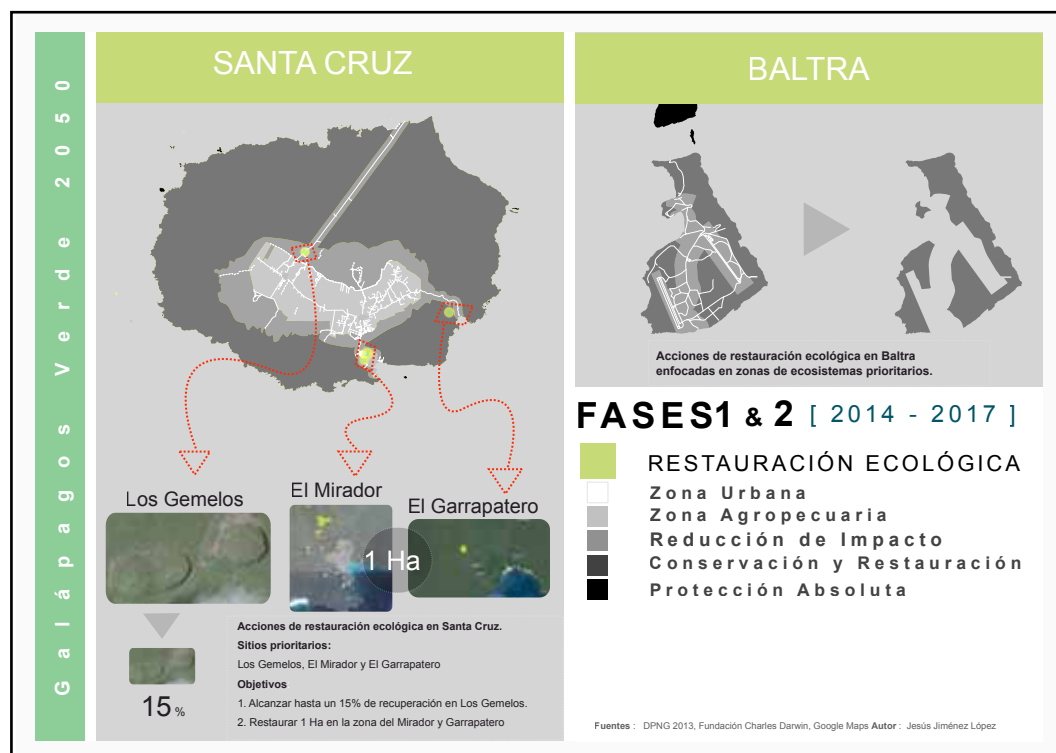 Galápagos Verde 2050
SANTA CRUZ
Los Gemelos
El Mirador
El Garrapatero
1 Ha
15 %
Acciones de restauración ecológica en Santa Cruz.
Sitios prioritarios:
Los Gemelos, El Mirador y El Garrapatero
Objetivos
1. Alcanzar hasta un 15% de recuperación en Los Gemelos.
2. Restaurar 1 Ha en la zona del Mirador y Garrapatero
BALTRA
Acciones de restauración ecológica en Baltra
enfocadas en zonas de ecosistemas prioritarios.
FASES1 & 2 [ 2014 - 2017 ]
RESTAURACIÓN ECOLÓGICA
Zona Urbana
Zona Agropecuaria
Reducción de Impacto
Conservación y Restauración
Protección Absoluta
Fuentes : DPNG 2013, Fundación Charles Darwin, Google Maps Autor : Jesús Jiménez López